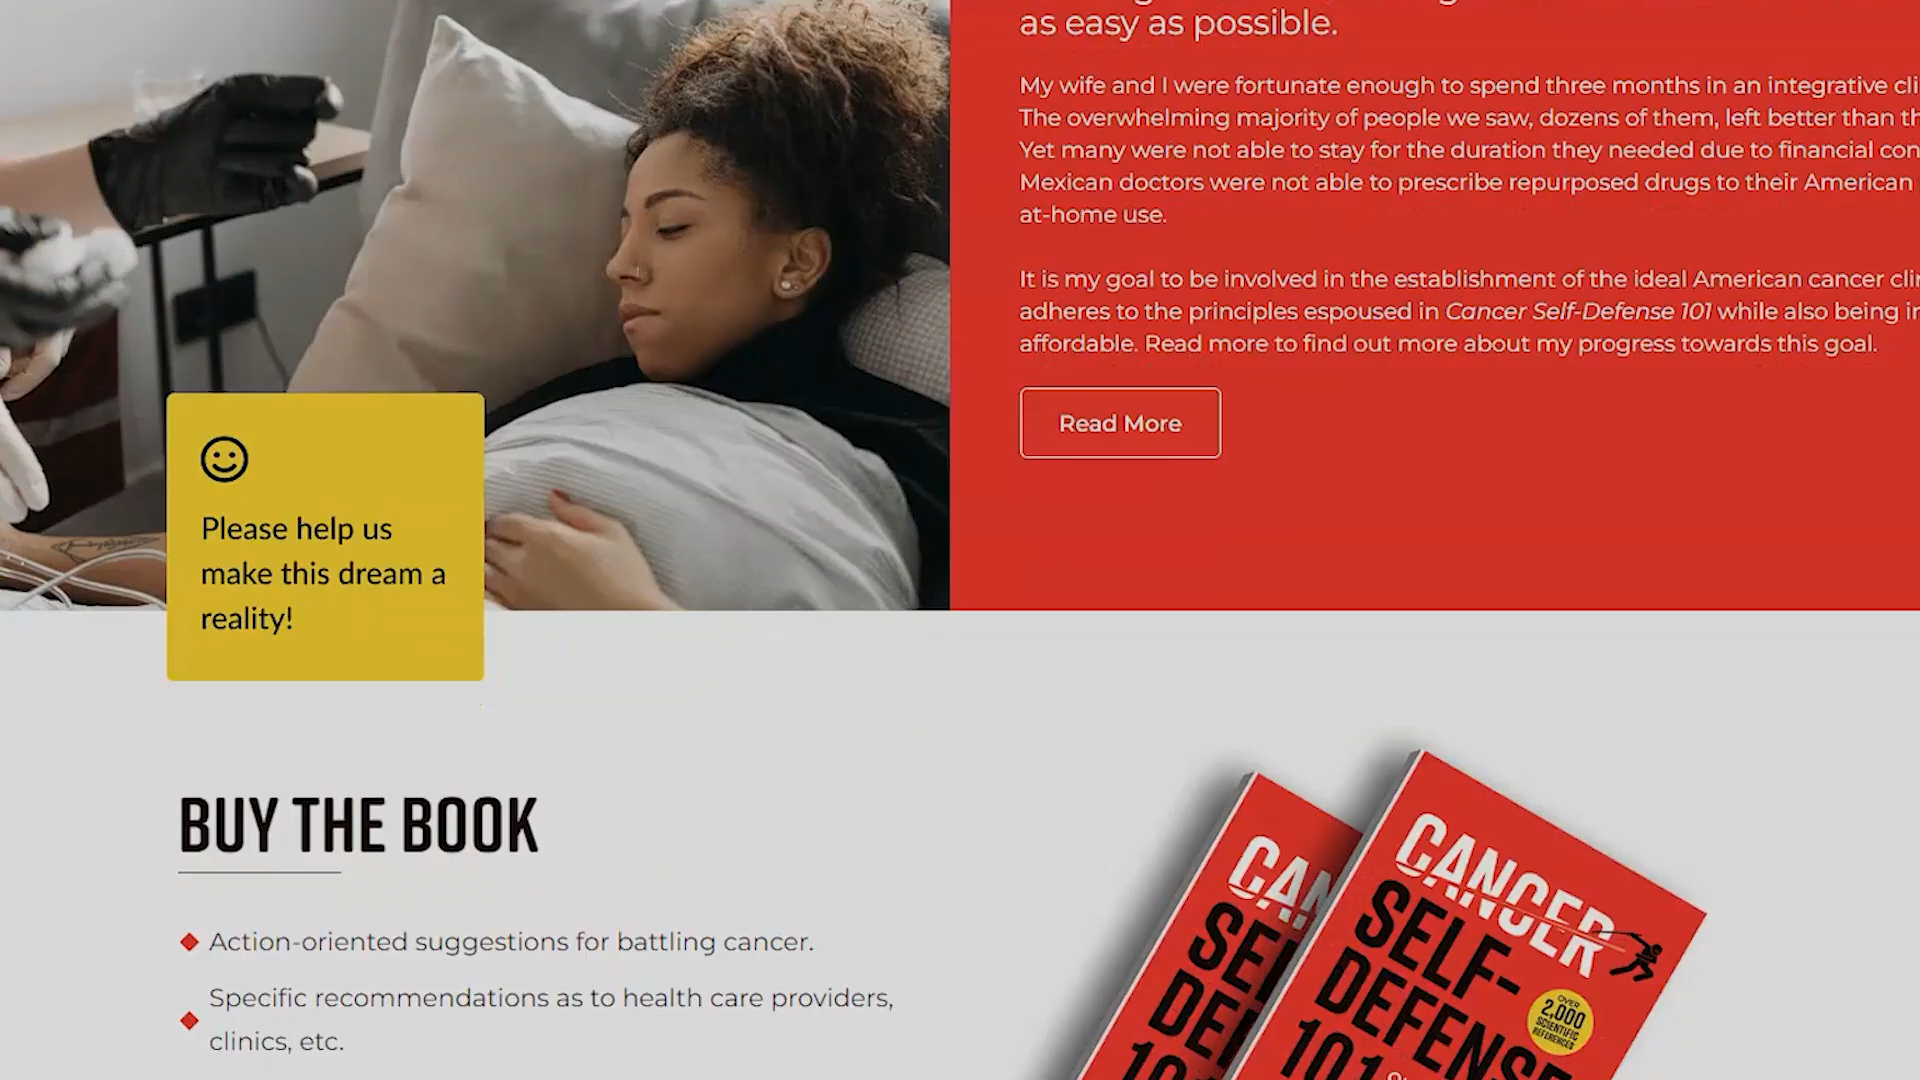 as easy as possible.
My wife and I were fortunate enough to spend three months in an integrative cli
The overwhelming majority of people we saw, dozens of them, left better than th
Yet many were not able to stay for the duration they needed due to financial con
Mexican doctors were not able to prescribe repurposed drugs to their American
at-home use.
It is my goal to be involved in the establishment of the ideal American cancer clin
adheres to the principles espoused in Cancer Self-Defense 101 while also being in
affordable. Read more to find out more about my progress towards this goal.
Read More
Please help us
make this dream a
reality!
BUY THE BOOK
Action-oriented suggestions for battling cancer.
Specific recommendations as to health care providers,
clinics, etc.
CAN
SEL
DEF
101
CANCER
SELF-
DEFENSE
101
OVER
2,000
SCIENTIFIC
REFERENCES